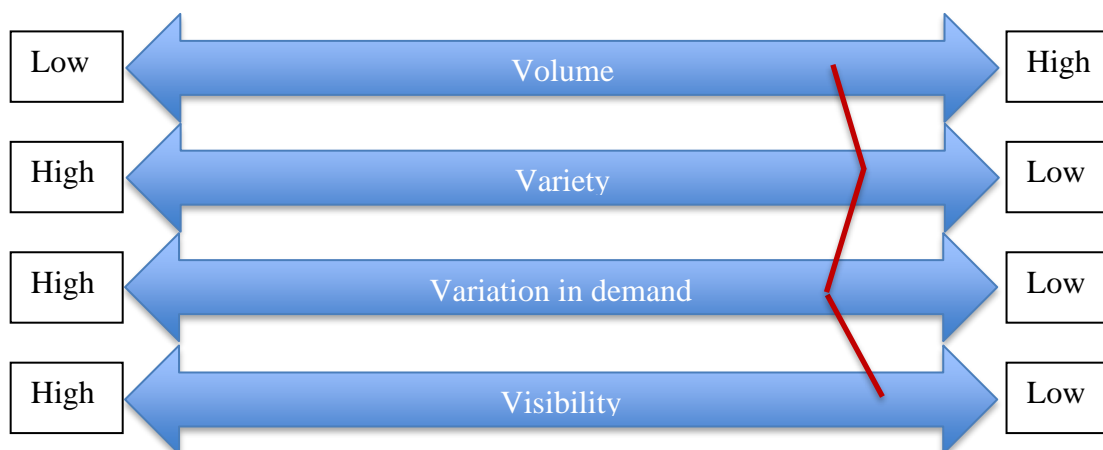 Low Volume High
High Variety Low
High Variation in demand Low
High Visibility Low